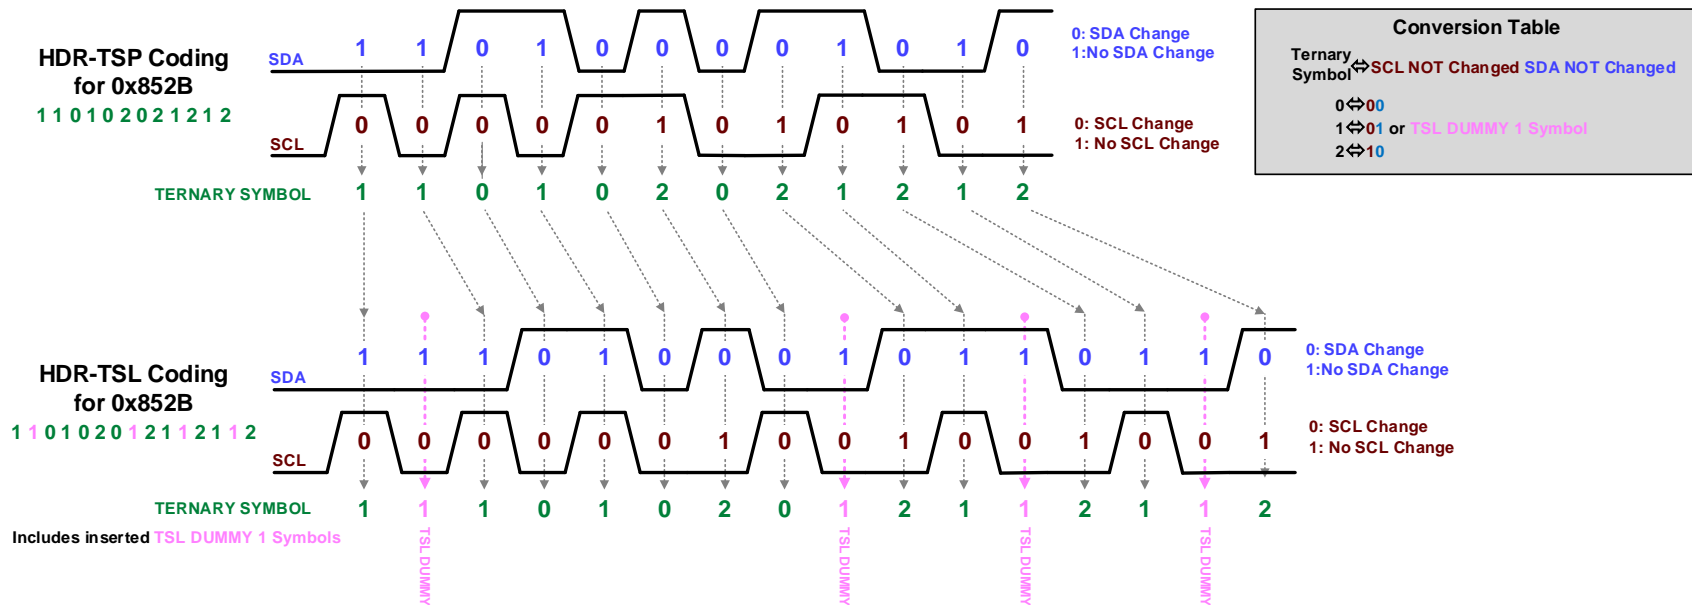 HDR-TSP Coding
for 0x852B
1 1 0 1 0 2 0 2 1 2 1 2
SDA
1 1 0 1 0 0 0 0 1 0 1 0
0: SDA Change
1:No SDA Change
SCL
0 0 0 0 0 1 0 1 0 1 0 1
0: SCL Change
1: No SCL Change
TERNARY SYMBOL
1 1 0 1 0 2 0 2 1 2 1 2
Conversion Table
Ternary
Symbol⇔SCL NOT Changed SDA NOT Changed
0⇔00
1⇔01 or TSL DUMMY 1 Symbol
2⇔10
HDR-TSL Coding
for 0x852B
1 1 0 1 0 2 0 1 2 1 1 2 1 1 2
SDA
1 1 1 0 1 0 0 0 1 0 1 1 0 1 1 0
0: SDA Change
1:No SDA Change
SCL
0 0 0 0 0 0 1 0 0 1 0 0 1 0 0 1
0: SCL Change
1: No SCL Change
TERNARY SYMBOL
1 1 1 0 1 0 2 0 1 2 1 1 2 1 1 2
Includes inserted TSL DUMMY 1 Symbols
TSL DUMMY
TSL DUMMY
TSL DUMMY
TSL DUMMY